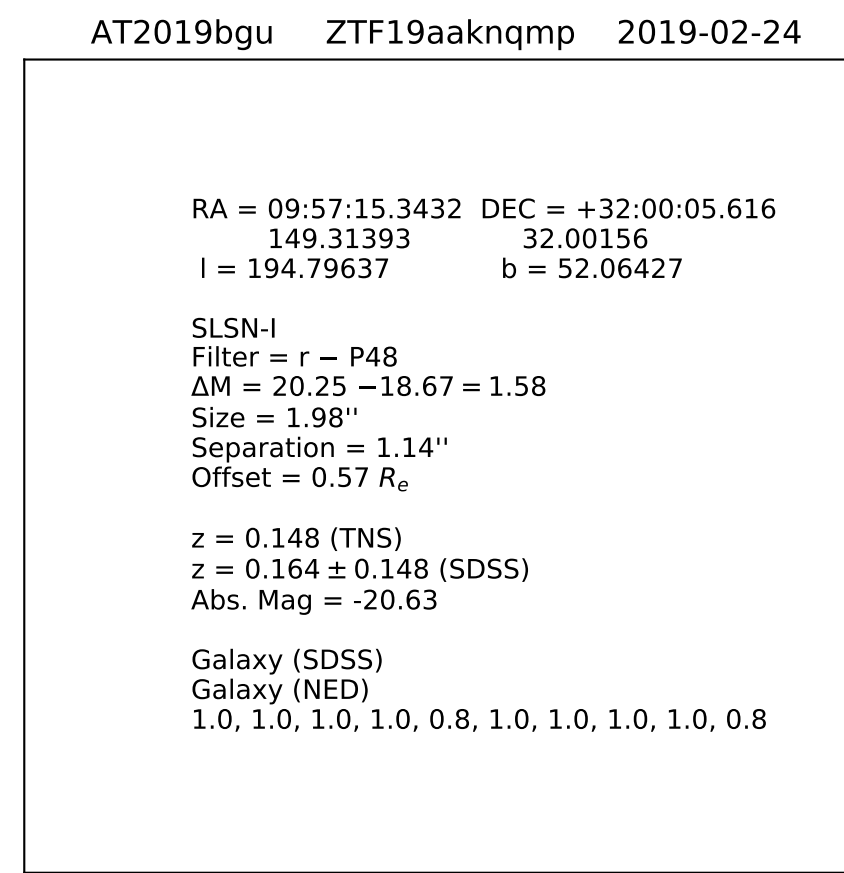 AT2019bgu ZTF19aaknqmp 2019-02-24
RA = 09:57:15.3432 DEC = +32:00:05.616
149.31393 32.00156
l = 194.79637 b = 52.06427
SLSN-I
Filter = r − P48
ΔM = 20.25 −18.67 = 1.58
Size = 1.98''
Separation = 1.14''
Offset = 0.57 Rₑ
z = 0.148 (TNS)
z = 0.164 ± 0.148 (SDSS)
Abs. Mag = -20.63
Galaxy (SDSS)
Galaxy (NED)
1.0, 1.0, 1.0, 1.0, 0.8, 1.0, 1.0, 1.0, 1.0, 0.8